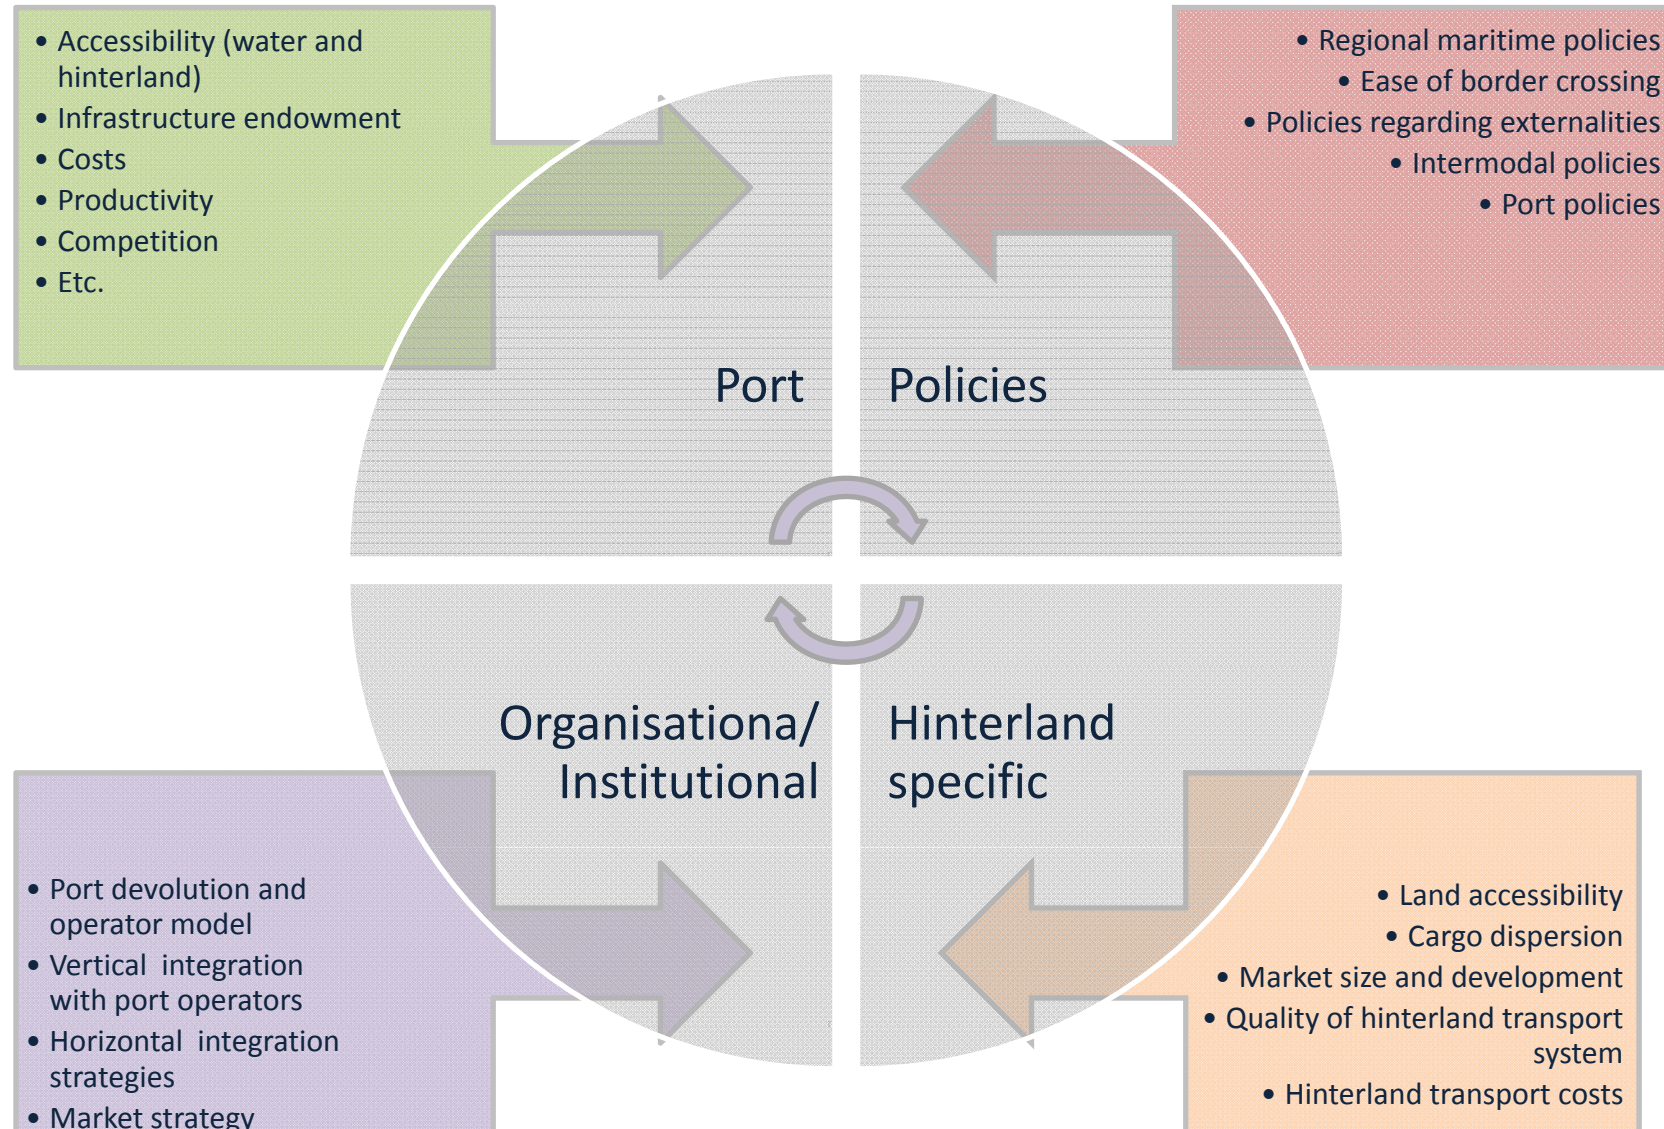 • Accessibility (water and
hinterland)
• Infrastructure endowment
• Costs
• Productivity
• Competition
• Etc.
• Regional maritime policies
• Ease of border crossing
• Policies regarding externalities
• Intermodal policies
• Port policies
Port
Policies
Organisationa/
Institutional
Hinterland
specific
• Port devolution and
operator model
• Vertical integration
with port operators
• Horizontal integration
strategies
• Market strategy
• Land accessibility
• Cargo dispersion
• Market size and development
• Quality of hinterland transport
system
• Hinterland transport costs